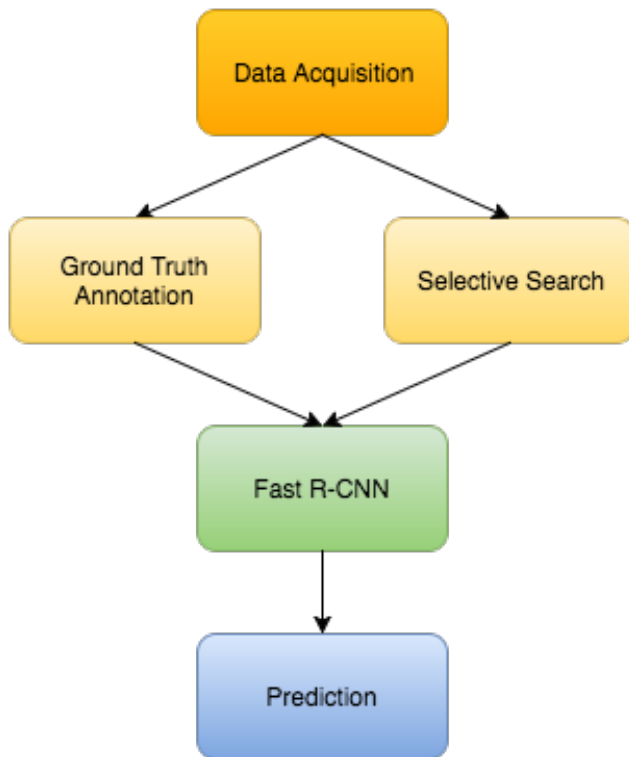 Data Acquisition
Ground Truth
Annotation
Selective Search
Fast R-CNN
Prediction